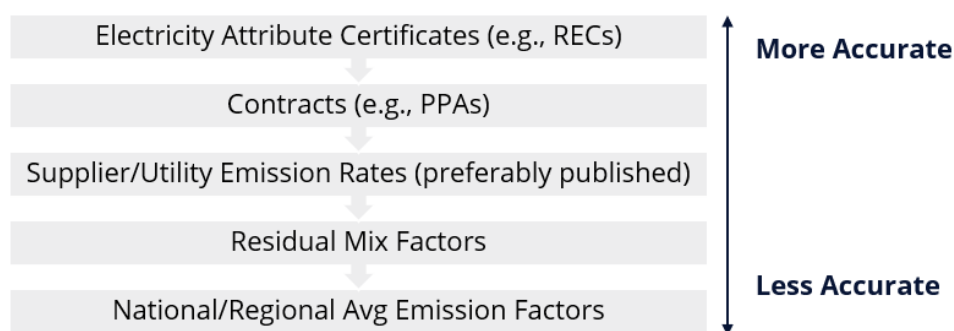 Electricity Attribute Certificates (e.g., RECs)
More Accurate
Contracts (e.g., PPAs)
Supplier/Utility Emission Rates (preferably published)
Residual Mix Factors
Less Accurate
National/Regional Avg Emission Factors